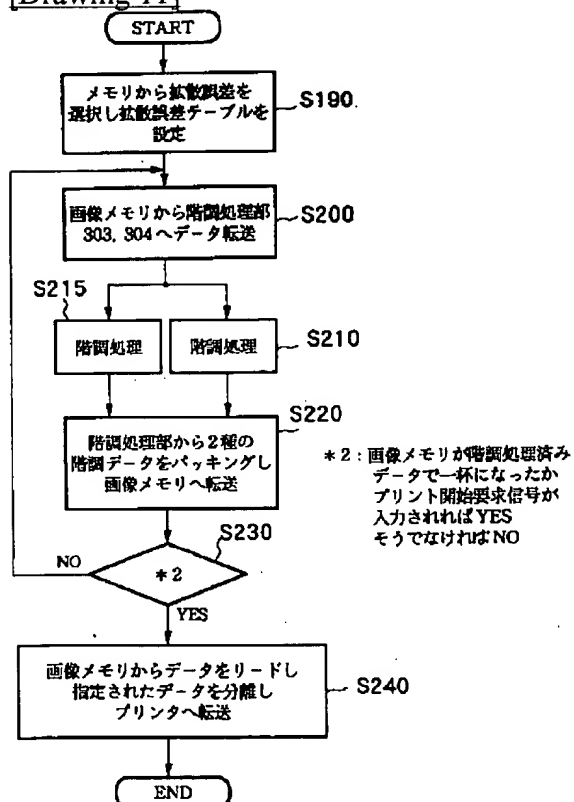 [Drawing 11]
START
メモリから拡散誤差を
選択し拡散誤差テーブルを
設定
S190
画像メモリから階調処理部
303, 304へデータ転送
S200
S215
階調処理
階調処理
S210
S220
階調処理部から2種の
階調データをパッキングし
画像メモリへ転送
*2:画像メモリが階調処理済み
データで一杯になったか
プリント開始要求信号が
入力されればYES
そうでなければNO
S230
NO
*2
YES
画像メモリからデータをリードし
指定されたデータを分離し
プリンタへ転送
S240
END